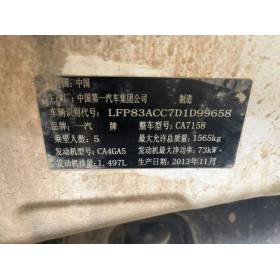 国：中国
生产厂：中国第一汽车集团公司 制造
车辆识别代号：LFP83ACC7D1D99658
品牌：一汽 牌 整车型号：CA7158
乘坐人数：5 最大允许总质量：1565kg
发动机型号：CA4GA5 发动机最大净功率：73kW
发动机排量：1.497L 生产日期：2013年11月